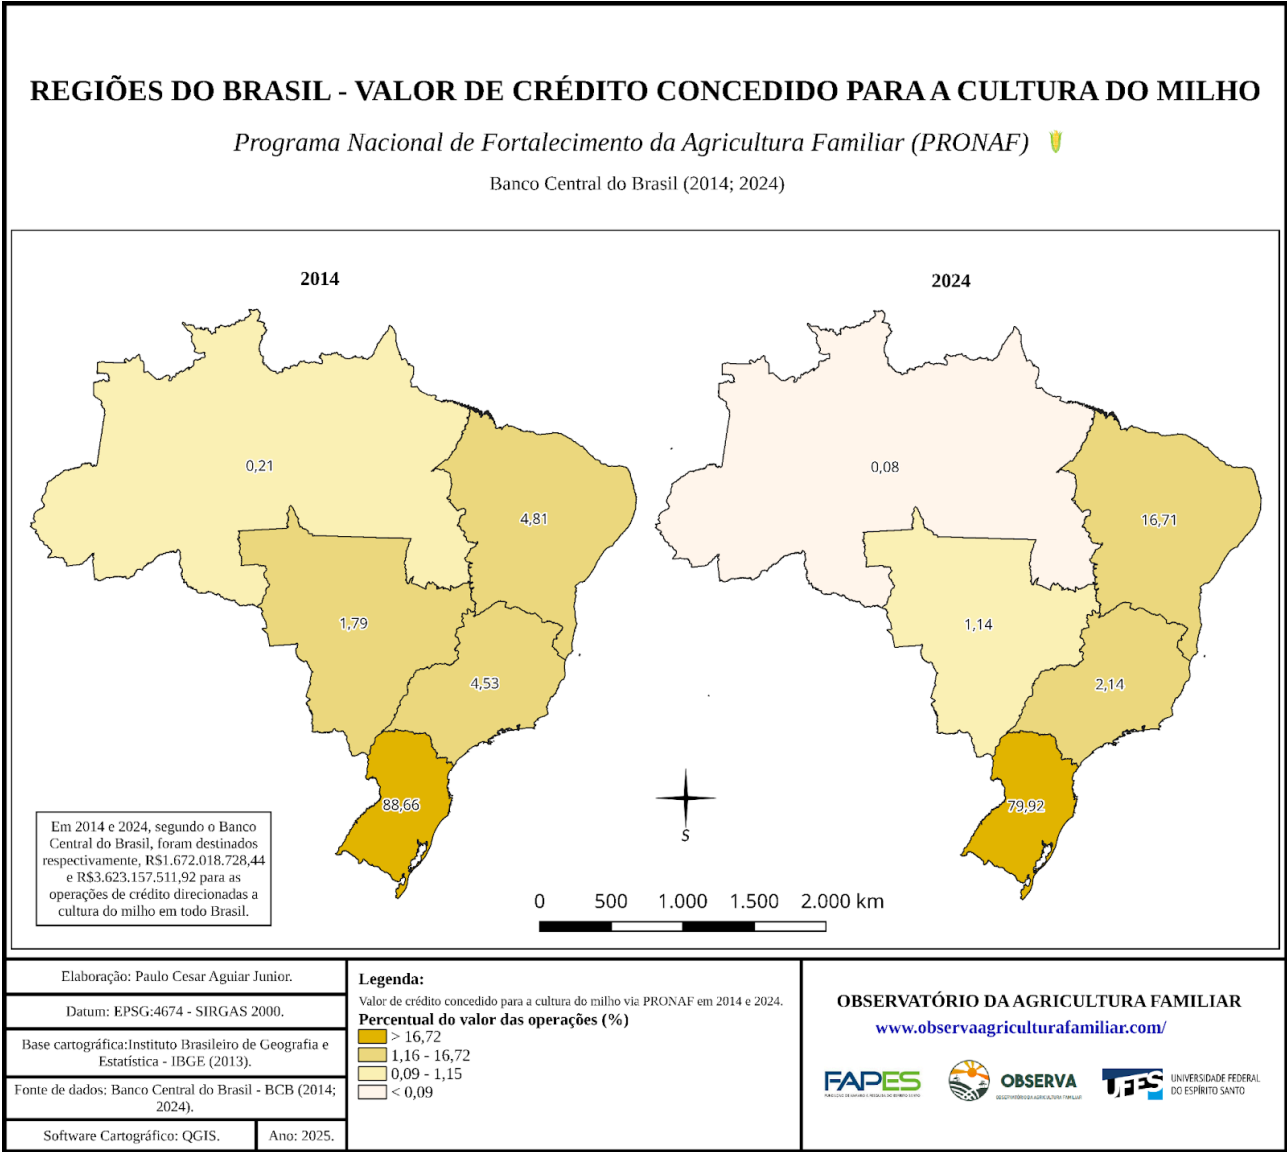 REGIÕES DO BRASIL - VALOR DE CRÉDITO CONCEDIDO PARA A CULTURA DO MILHO
Programa Nacional de Fortalecimento da Agricultura Familiar (PRONAF)
Banco Central do Brasil (2014; 2024)
2014
2024
0,21
4,81
1,79
4,53
88,66
0,08
16,71
1,14
2,14
79,92
S
Em 2014 e 2024, segundo o Banco
Central do Brasil, foram destinados
respectivamente, R$1.672.018.728,44
e R$3.623.157.511,92 para as
operações de crédito direcionadas a
cultura do milho em todo Brasil.
0 500 1.000 1.500 2.000 km
Elaboração: Paulo Cesar Aguiar Junior.
Datum: EPSG:4674 - SIRGAS 2000.
Base cartográfica:Instituto Brasileiro de Geografia e
Estatística - IBGE (2013).
Fonte de dados: Banco Central do Brasil - BCB (2014;
2024).
Software Cartográfico: QGIS.
Ano: 2025.
Legenda:
Valor de crédito concedido para a cultura do milho via PRONAF em 2014 e 2024.
Percentual do valor das operações (%)
> 16,72
1,16 - 16,72
0,09 - 1,15
< 0,09
OBSERVATÓRIO DA AGRICULTURA FAMILIAR
www.observaagriculturafamiliar.com/
FAPES
OBSERVA
OBSERVATÓRIO DA AGRICULTURA FAMILIAR
UFES
UNIVERSIDADE FEDERAL
DO ESPÍRITO SANTO